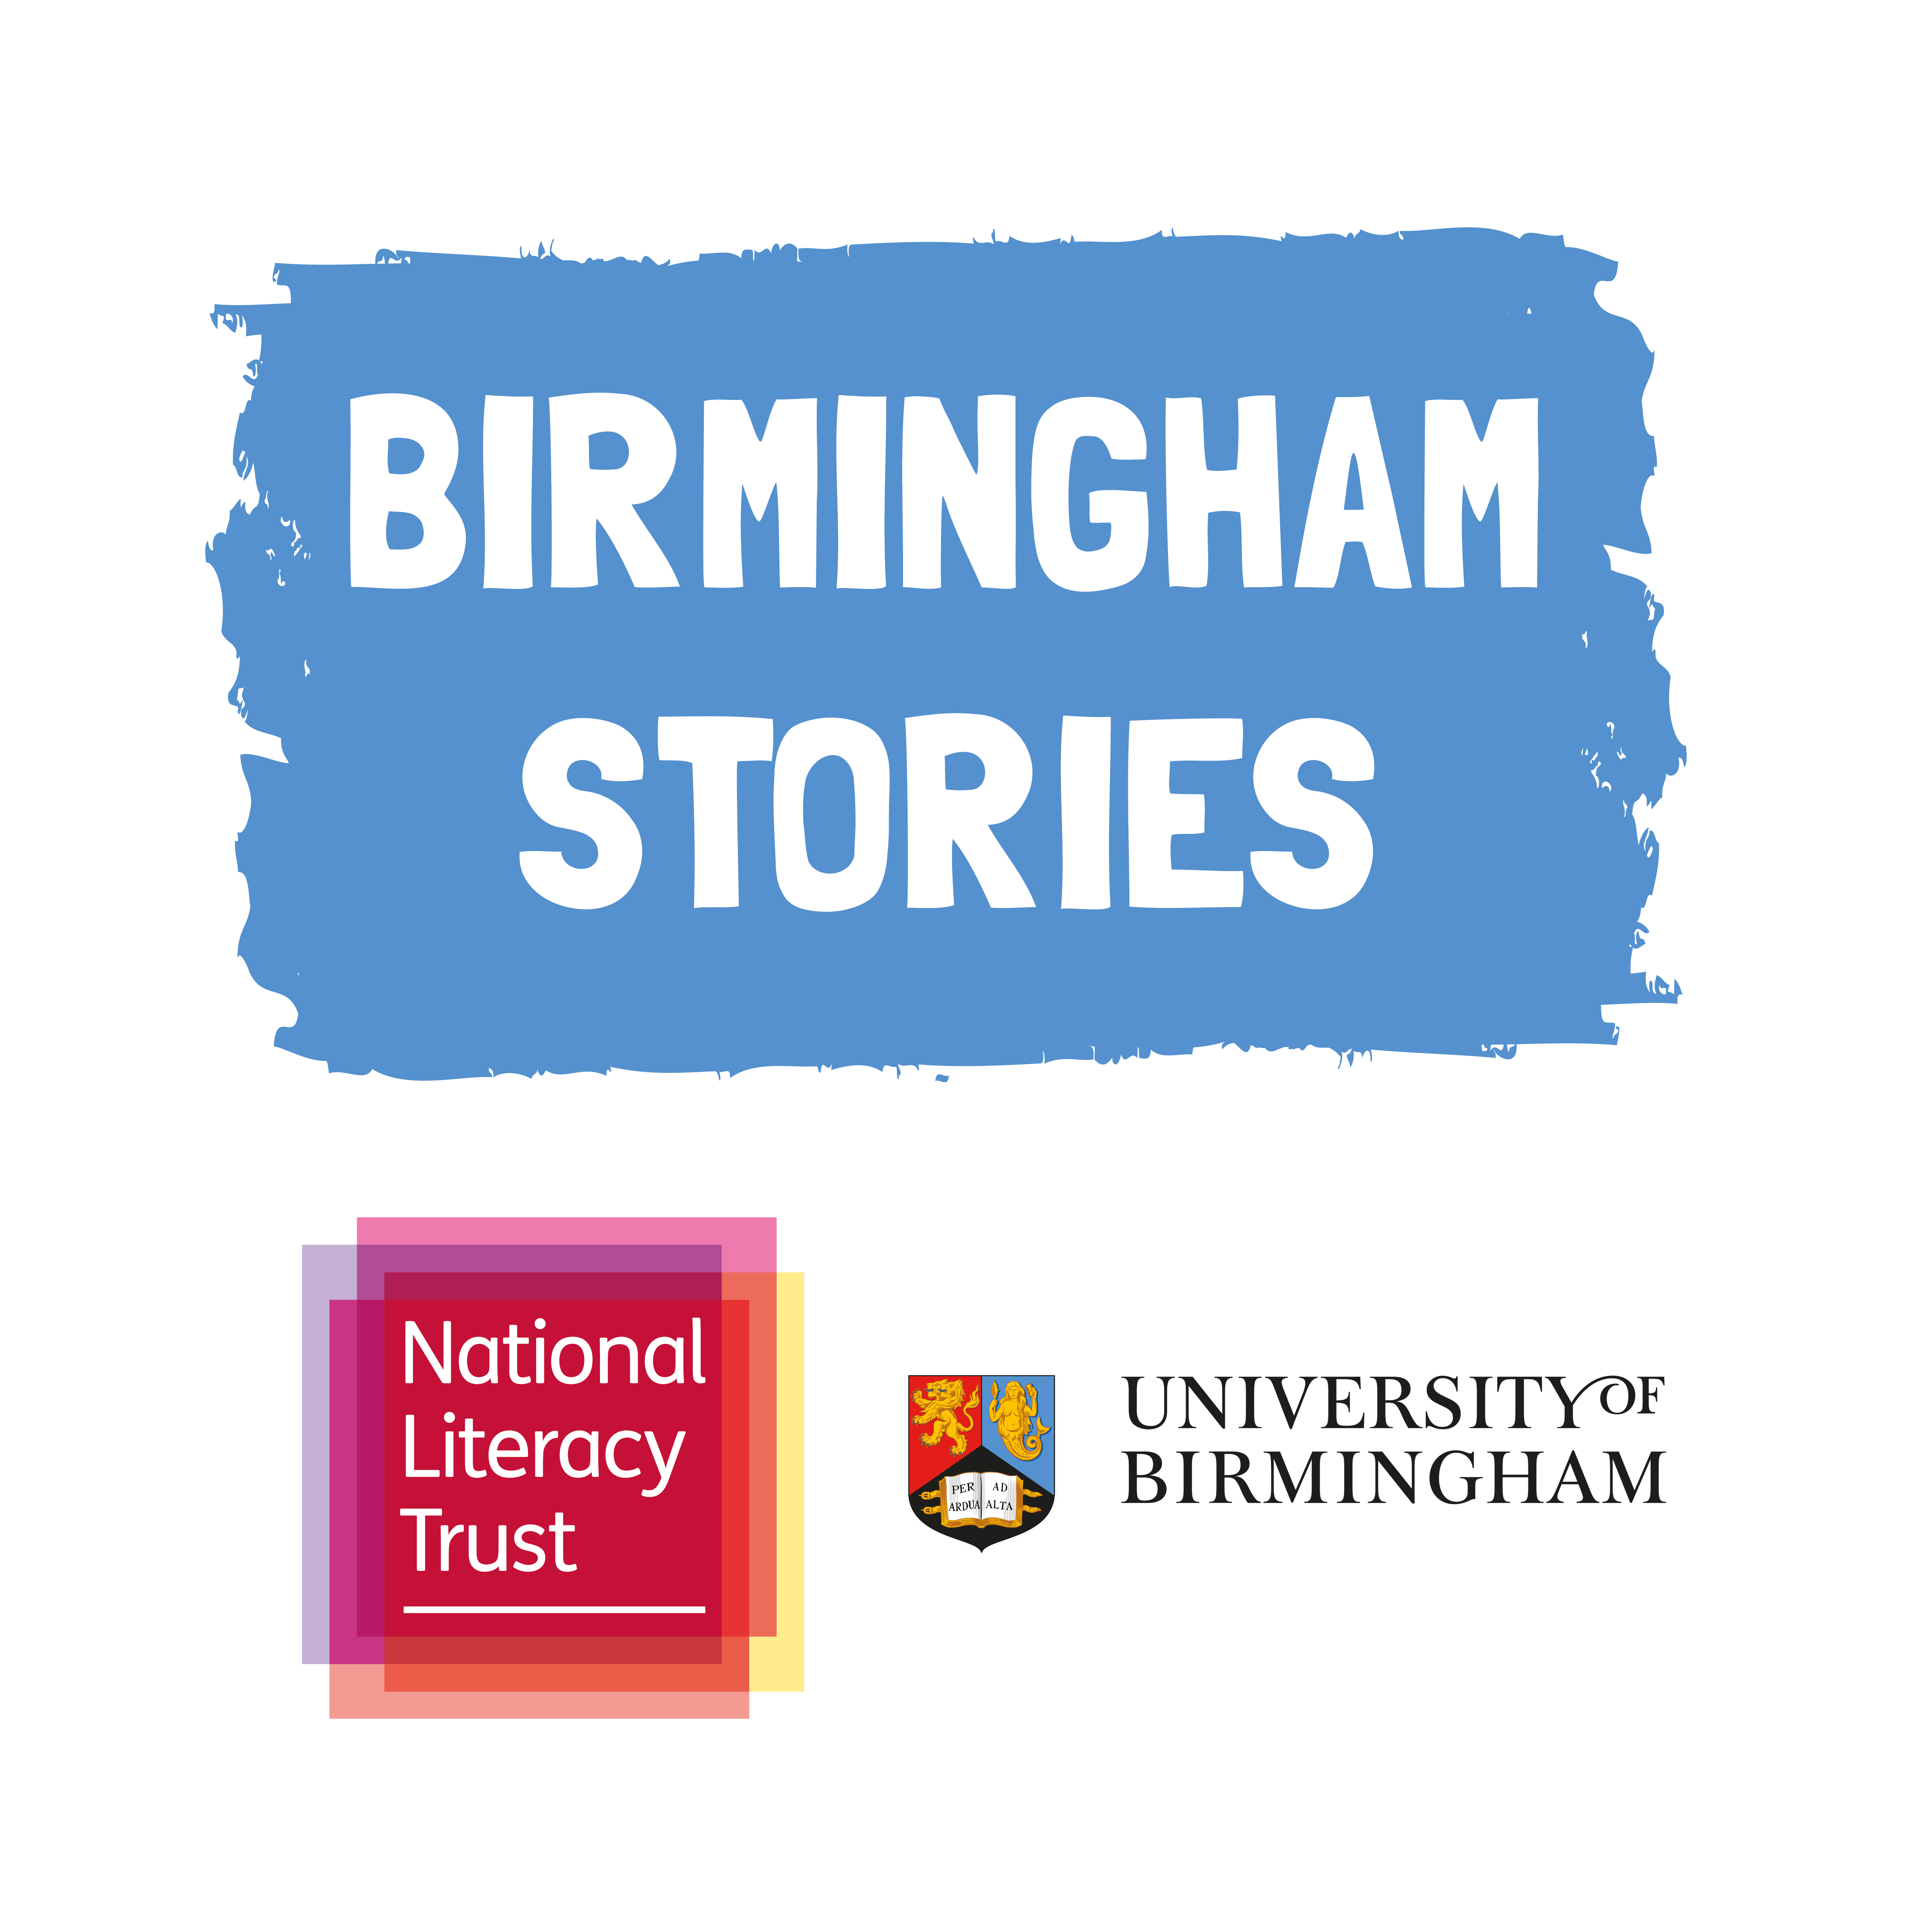 BIRMINGHAM
STORIES
National
Literacy
Trust
PER AD
ARDUA ALTA
UNIVERSITY OF
BIRMINGHAM